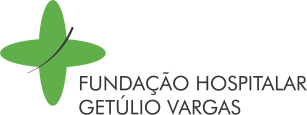 FUNDAÇÃO HOSPITALAR
GETÚLIO VARGAS